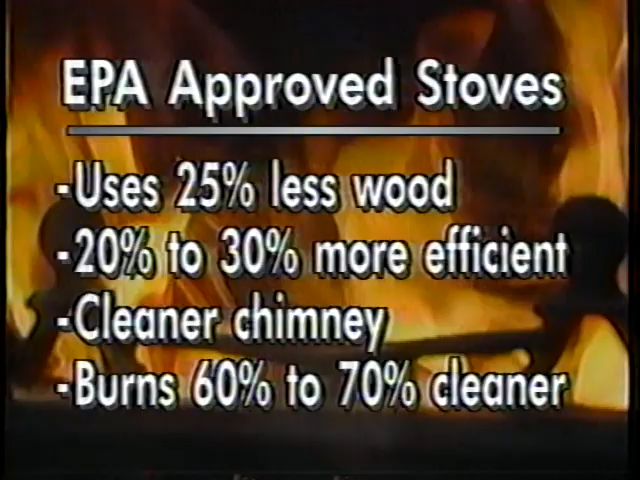 EPA Approved Stoves
-Uses 25% less wood
-20% to 30% more efficient
-Cleaner chimney
-Burns 60% to 70% cleaner